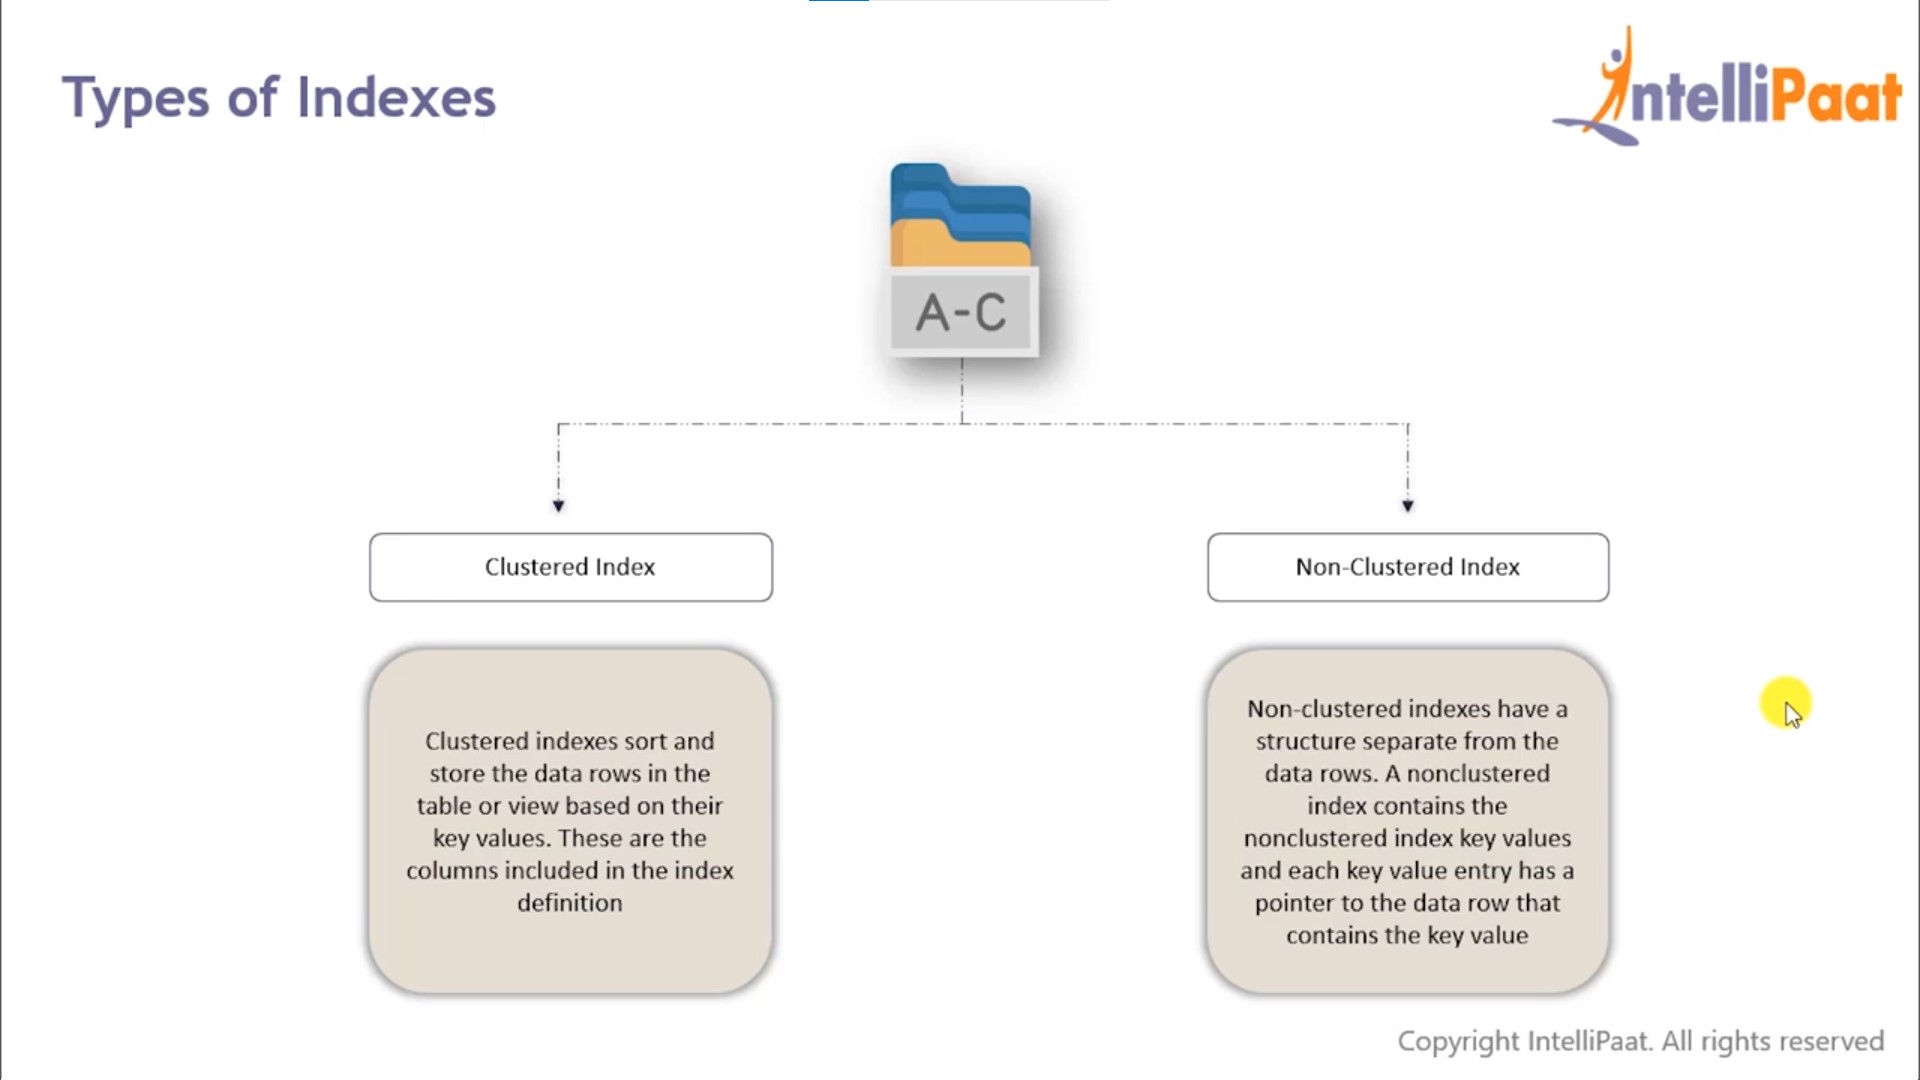 Types of Indexes
IntelliPaat
A-C
Clustered Index
Non-Clustered Index
Clustered indexes sort and
store the data rows in the
table or view based on their
key values. These are the
columns included in the index
definition
Non-clustered indexes have a
structure separate from the
data rows. A nonclustered
index contains the
nonclustered index key values
and each key value entry has a
pointer to the data row that
contains the key value
Copyright IntelliPaat. All rights reserved